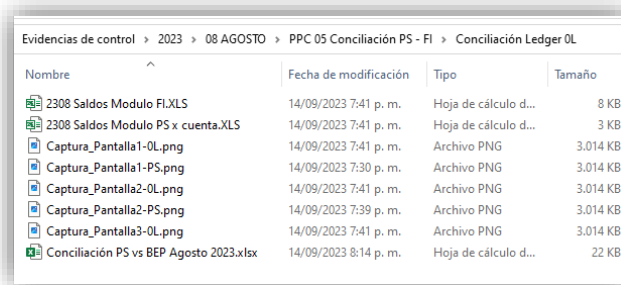 Evidencias de control > 2023 > 08 AGOSTO > PPC 05 Conciliación PS - FI > Conciliación Ledger 0L
Nombre Fecha de modificación Tipo Tamaño
2308 Saldos Modulo FI.XLS 14/09/2023 7:41 p. m. Hoja de cálculo d... 8 KB
2308 Saldos Modulo PS x cuenta.XLS 14/09/2023 7:41 p. m. Hoja de cálculo d... 3 KB
Captura_Pantalla1-0L.png 14/09/2023 7:41 p. m. Archivo PNG 3.014 KB
Captura_Pantalla1-PS.png 14/09/2023 7:30 p. m. Archivo PNG 3.014 KB
Captura_Pantalla2-0L.png 14/09/2023 7:41 p. m. Archivo PNG 3.014 KB
Captura_Pantalla2-PS.png 14/09/2023 7:39 p. m. Archivo PNG 3.014 KB
Captura_Pantalla3-0L.png 14/09/2023 7:41 p. m. Archivo PNG 3.014 KB
Conciliación PS vs BEP Agosto 2023.xlsx 14/09/2023 8:14 p. m. Hoja de cálculo d... 22 KB